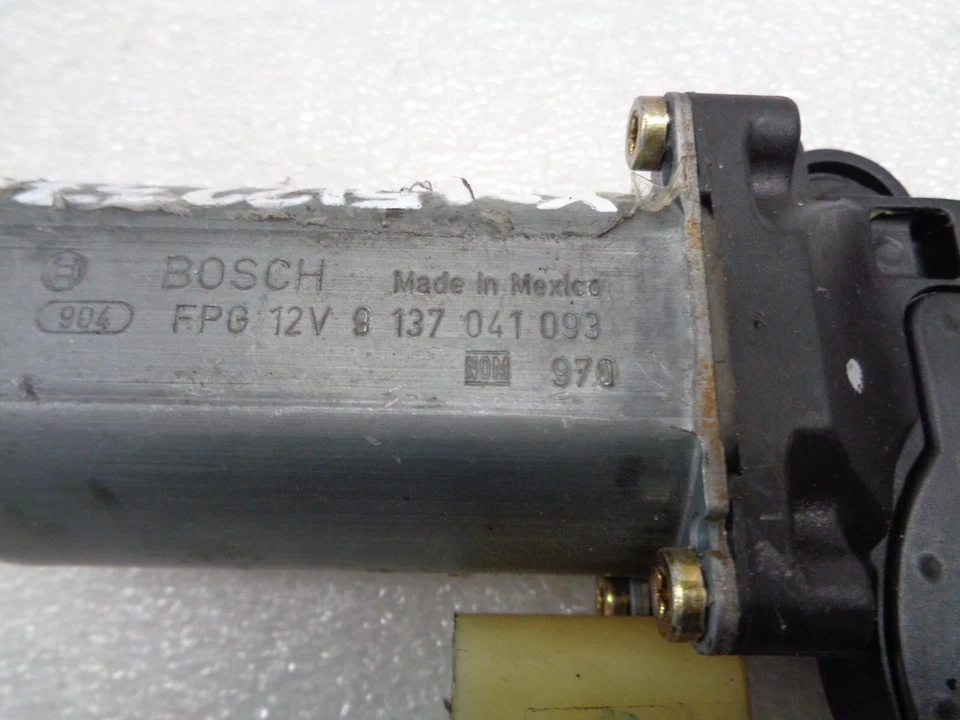 BOSCH Made in Mexico
904 FPG 12V 9 137 041 093
NOM 970